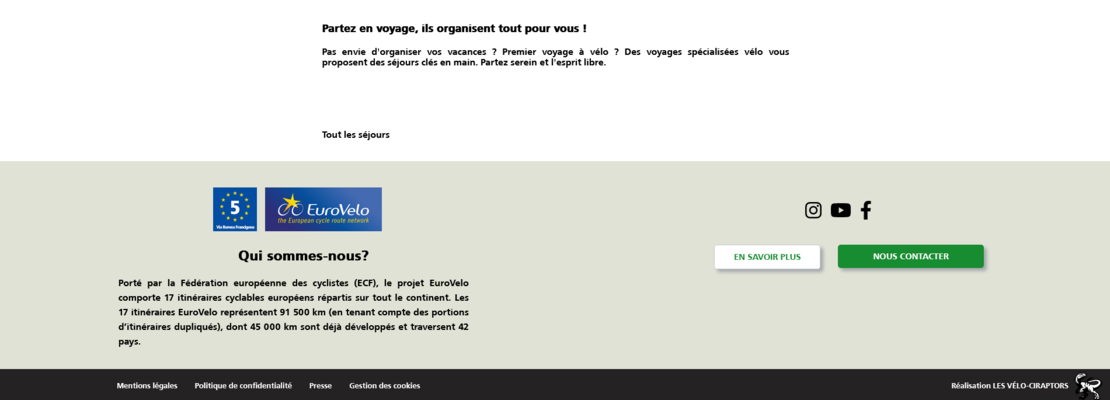 Partez en voyage, ils organisent tout pour vous !
Pas envie d'organiser vos vacances ? Premier voyage à vélo ? Des voyages spécialisées vélo vous
proposent des séjours clés en main. Partez serein et l'esprit libre.
Tout les séjours
5
Via Romea Francigena
EuroVelo
the European cycle route network
Qui sommes-nous?
Porté par la Fédération européenne des cyclistes (ECF), le projet EuroVelo
comporte 17 itinéraires cyclables européens répartis sur tout le continent. Les
17 itinéraires EuroVelo représentent 91 500 km (en tenant compte des portions
d'itinéraires dupliqués), dont 45 000 km sont déjà développés et traversent 42
pays.
EN SAVOIR PLUS
NOUS CONTACTER
Mentions légales Politique de confidentialité Presse Gestion des cookies
Réalisation LES VÉLO-CIRAPTORS